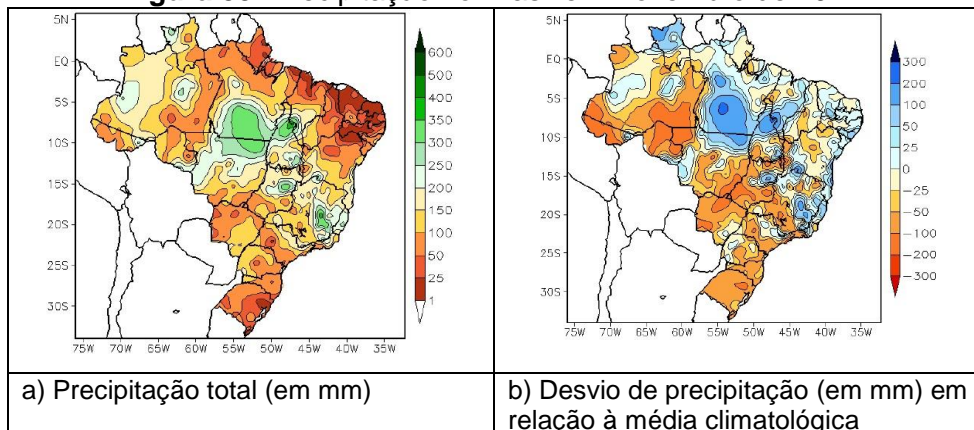 5N
EQ
5S
10S
15S
20S
25S
30S
75W 70W 65W 60W 55W 50W 45W 40W 35W
600
450
400
350
300
250
200
150
100
50
25
1
5N
EQ
5S
10S
15S
20S
25S
30S
75W 70W 65W 60W 55W 50W 45W 40W 35W
300
200
100
50
25
0
−25
−50
−100
−200
−300
a) Precipitação total (em mm)
b) Desvio de precipitação (em mm) em
relação à média climatológica